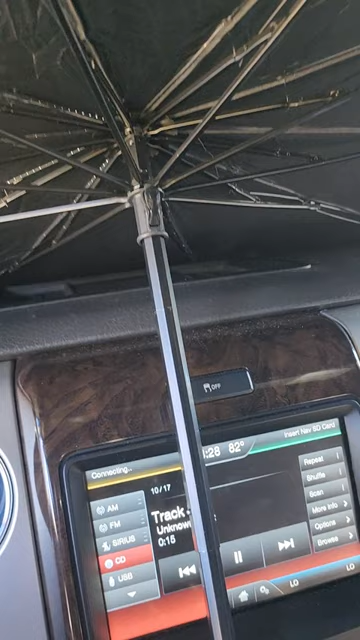 OFF
:28 82°
Insert Nav SD Card
Connecting...
10/17
AM
FM
SIRIUS
CD
USB
Track
Unknow
0:15
Repeat
Shuffle
Scan
More info
Options
Browse
LO
LO